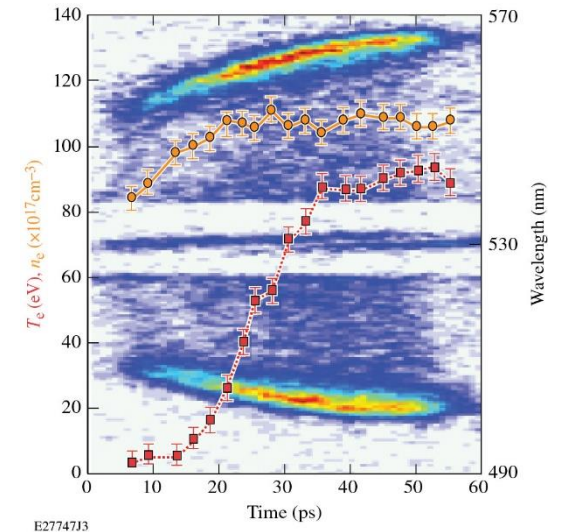 140
120
100
80
60
40
20
0
Tₑ (eV), nₑ (×10¹⁷cm⁻³)
0 10 20 30 40 50 60
Time (ps)
570
530
490
Wavelength (nm)
E27747J3